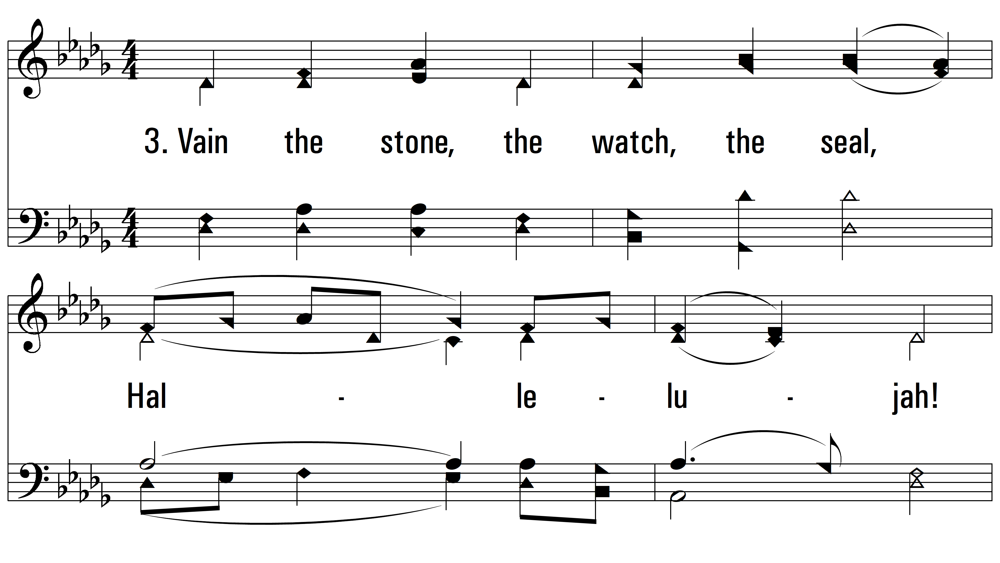 3. Vain the stone, the watch, the seal,
Hal - le - lu - jah!